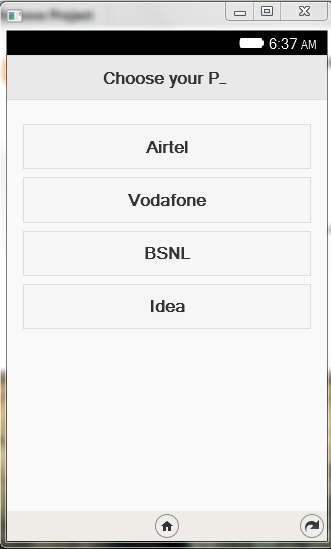 6:37 AM
Choose your P_
Airtel
Vodafone
BSNL
Idea